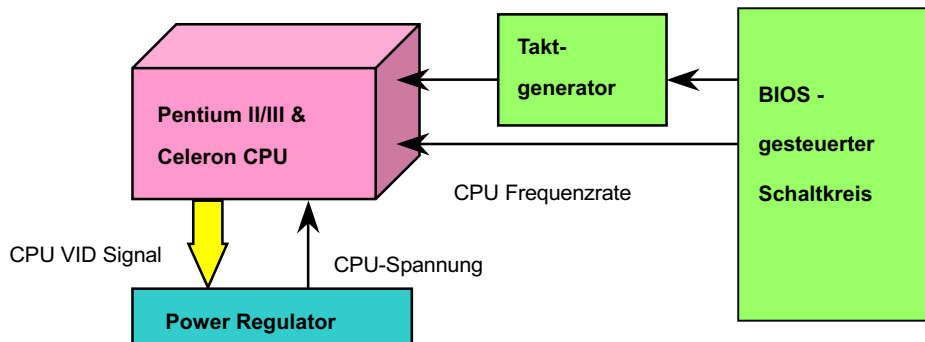 Takt-
generator
BIOS -
gesteuerter
Schaltkreis
Pentium II/III &
Celeron CPU
CPU Frequenzrate
CPU VID Signal
CPU-Spannung
Power Regulator